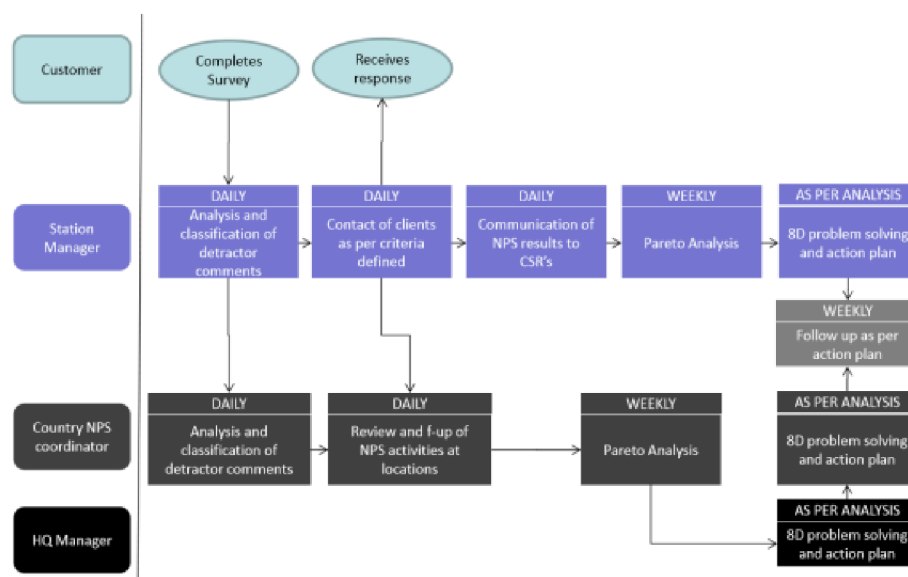 Customer
Completes
Survey
Receives
response
Station
Manager
DAILY
Analysis and
classification of
detractor
comments
DAILY
Contact of clients
as per criteria
defined
DAILY
Communication of
NPS results to
CSR's
WEEKLY
Pareto Analysis
AS PER ANALYSIS
8D problem solving
and action plan
WEEKLY
Follow up as per
action plan
Country NPS
coordinator
DAILY
Analysis and
classification of
detractor comments
DAILY
Review and f-up of
NPS activities at
locations
WEEKLY
Pareto Analysis
AS PER ANALYSIS
8D problem solving
and action plan
HQ Manager
AS PER ANALYSIS
8D problem solving
and action plan